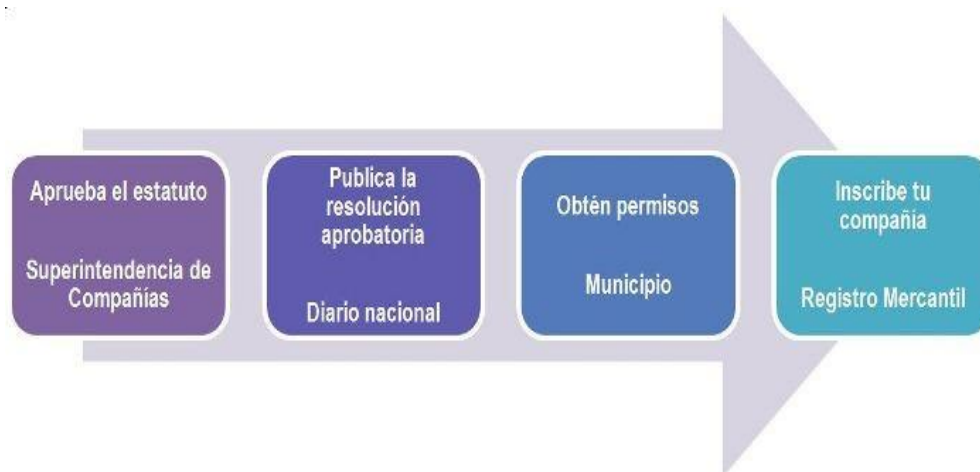 Aprueba el estatuto
Superintendencia de
Compañías
Publica la
resolución
aprobatoria
Diario nacional
Obtén permisos
Municipio
Inscribe tu
compañía
Registro Mercantil